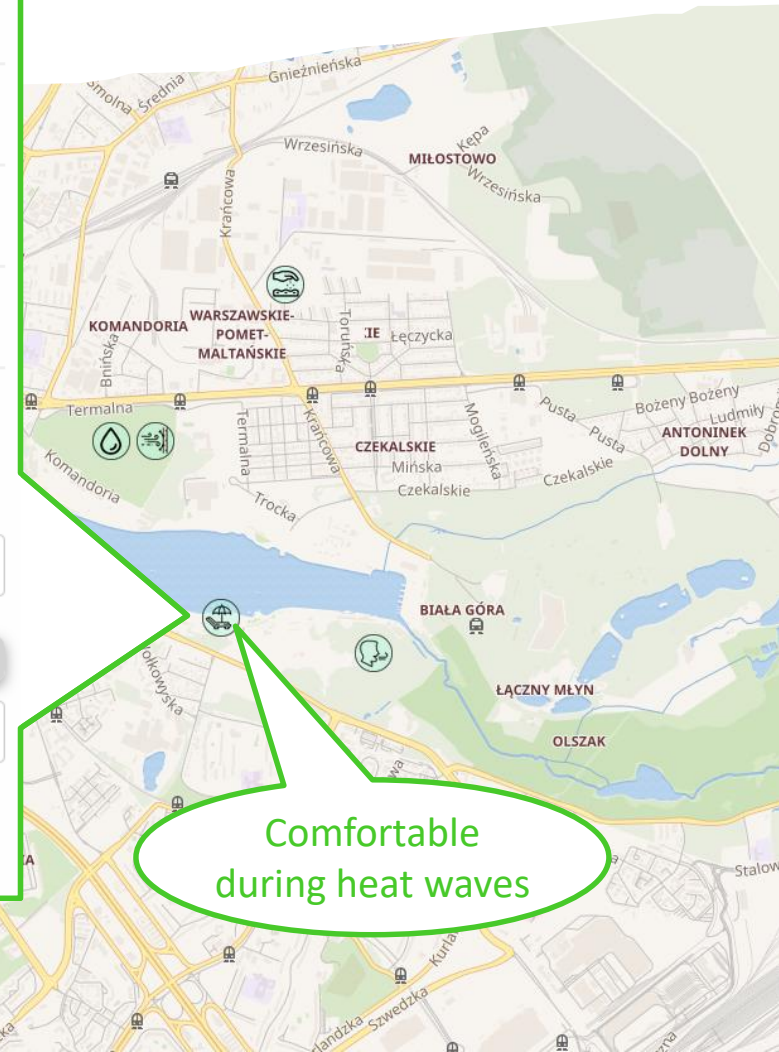 Gnieźnieńska
Smolna
Średnia
Wrzesińska
Kępa
MIŁOSTOWO
Wrzesińska
Krańcowa
KOMANDORIA
WARSZAWSKIE-
POMET-
MALTAŃSKIE
Bnińska
Toruńska
IE
Łęczycka
Termalna
Bożeny Bożeny
Pusta
Ludmiły
Pusta
ANTONINEK
DOLNY
Termalna
Krańcowa
Mogileńska
CZEKALSKIE
Mińska
Czekalskie
Czekalskie
Komandoria
Trocka
BIAŁA GÓRA
ŁĄCZNY MŁYN
OLSZAK
Comfortable
during heat waves
Szwedzka